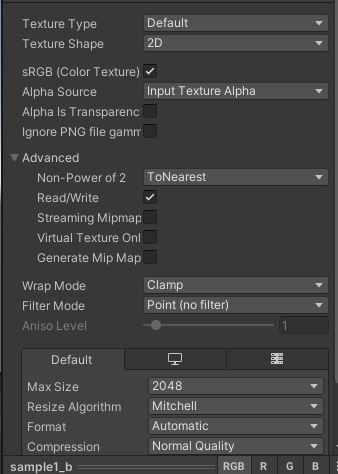 Texture Type Default
Texture Shape 2D
sRGB (Color Texture)
Alpha Source Input Texture Alpha
Alpha Is Transparenc
Ignore PNG file gamm
Advanced
Non-Power of 2 ToNearest
Read/Write
Streaming Mipmap
Virtual Texture Onl
Generate Mip Map
Wrap Mode Clamp
Filter Mode Point (no filter)
Aniso Level 1
Default
Max Size 2048
Resize Algorithm Mitchell
Format Automatic
Compression Normal Quality
sample1_b RGB R G B